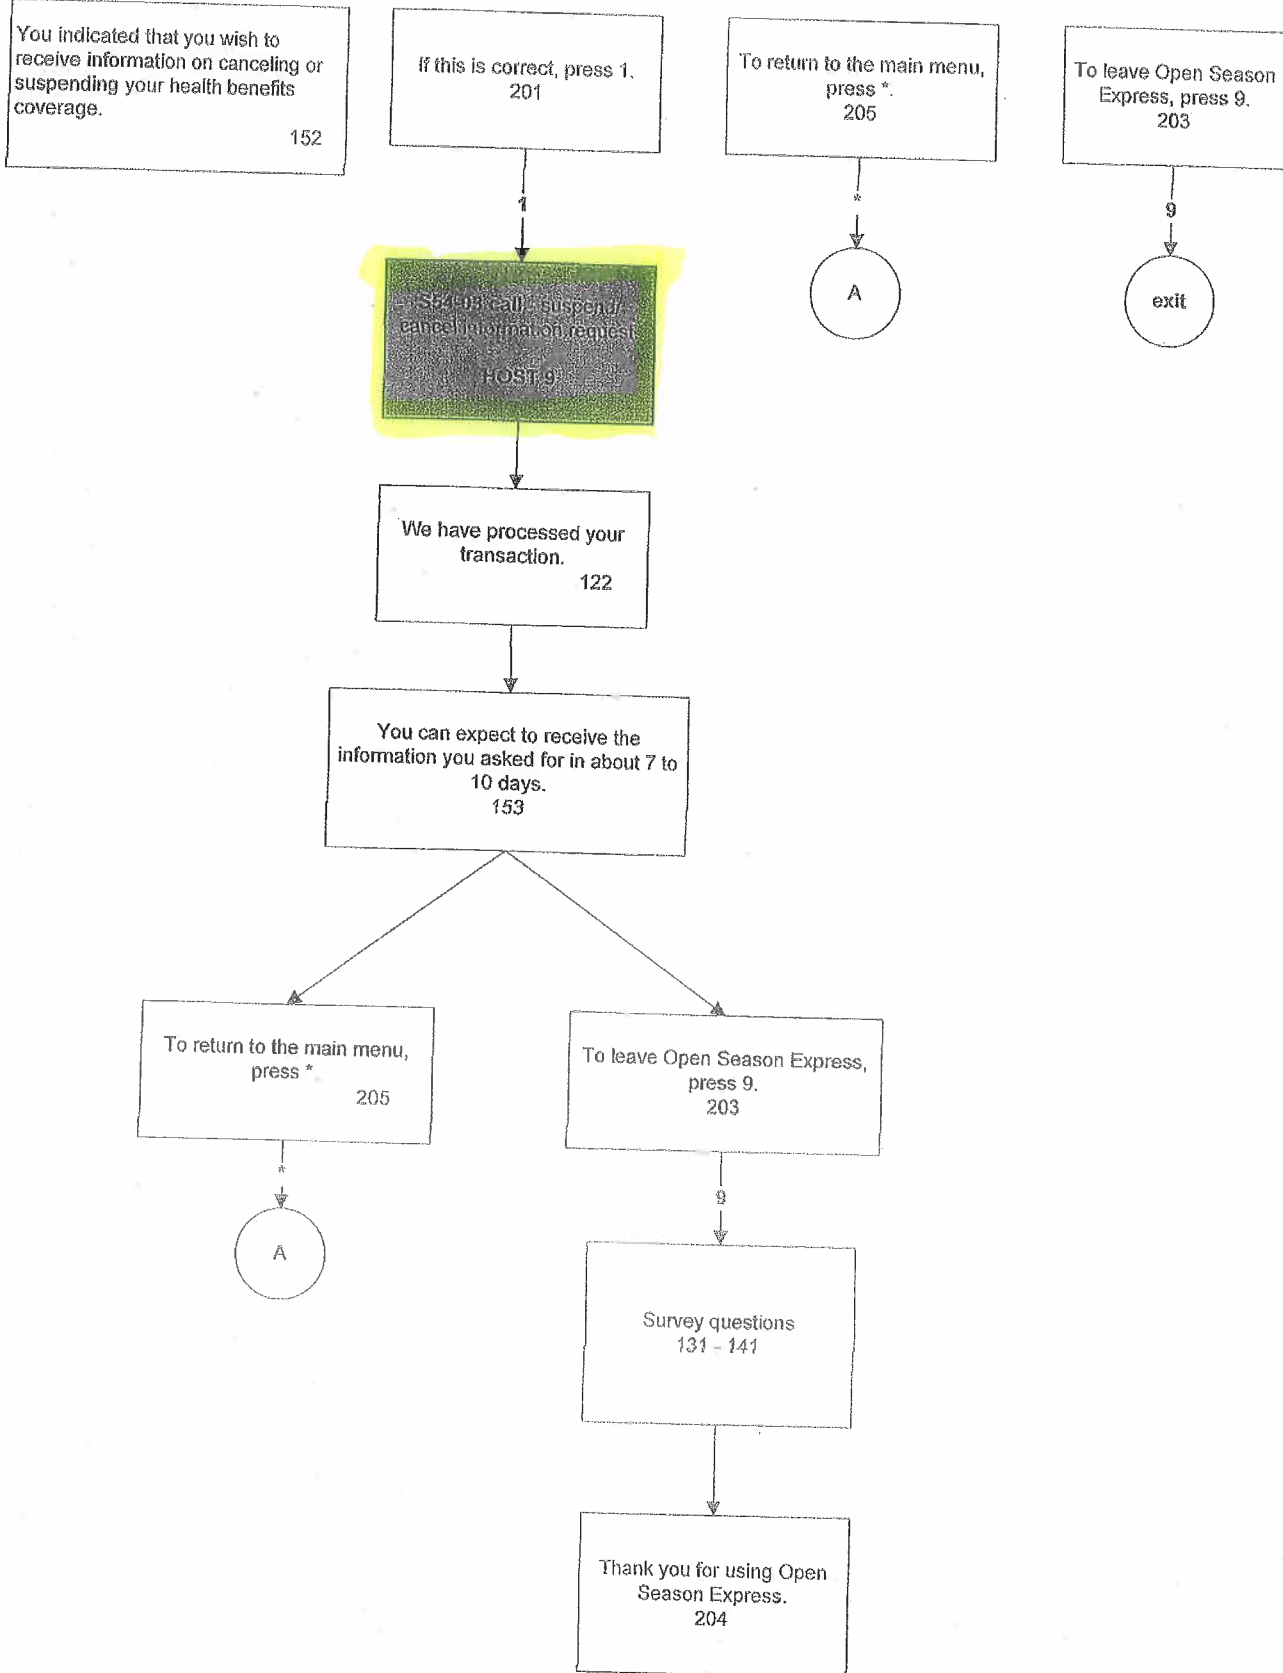 You indicated that you wish to
receive information on canceling or
suspending your health benefits
coverage.
152
If this is correct, press 1.
201
To return to the main menu,
press *.
205
To leave Open Season
Express, press 9.
203
1
*
9
S54-03 call - suspend/
cancel information request
HOST 9
A
exit
We have processed your
transaction.
122
You can expect to receive the
information you asked for in about 7 to
10 days.
153
To return to the main menu,
press *
205
To leave Open Season Express,
press 9.
203
*
9
A
Survey questions
131 - 141
Thank you for using Open
Season Express.
204